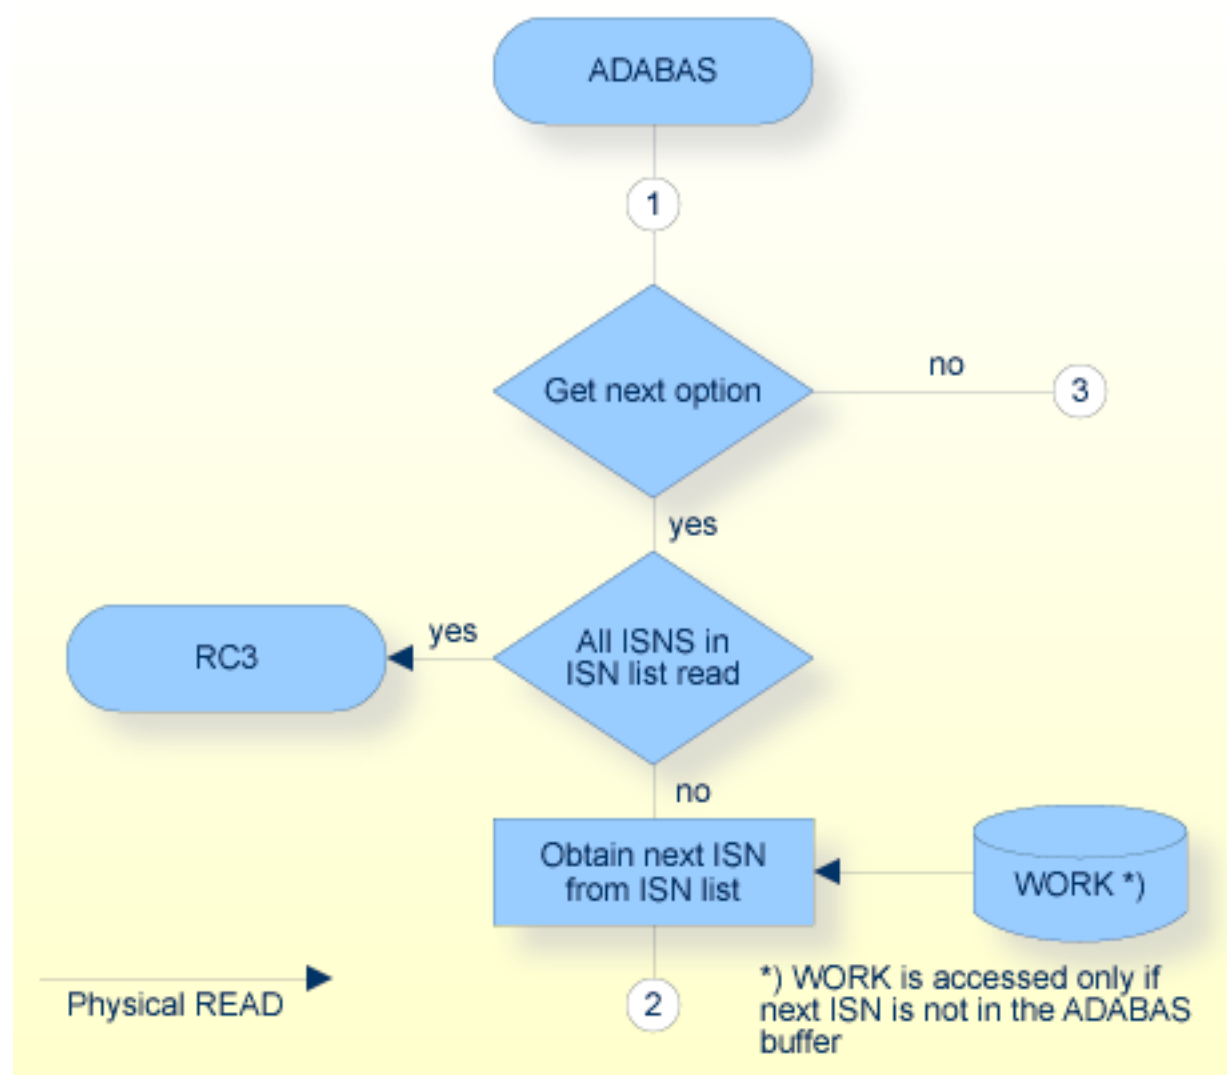 ADABAS
1
Get next option
no
3
yes
All ISNS in
ISN list read
yes
RC3
no
Obtain next ISN
from ISN list
WORK *)
2
*) WORK is accessed only if
next ISN is not in the ADABAS
buffer
Physical READ